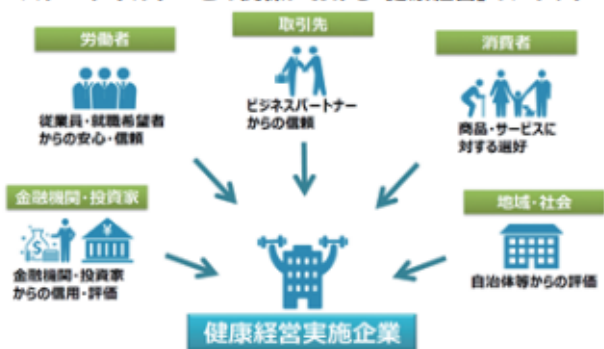 取引先
労働者
消費者
ビジネスパートナー
からの信頼
従業員・就職希望者
からの安心・信頼
商品・サービスに
対する選好
金融機関・投資家
地域・社会
金融機関・投資家
からの信用・評価
自治体等からの評価
健康経営実施企業